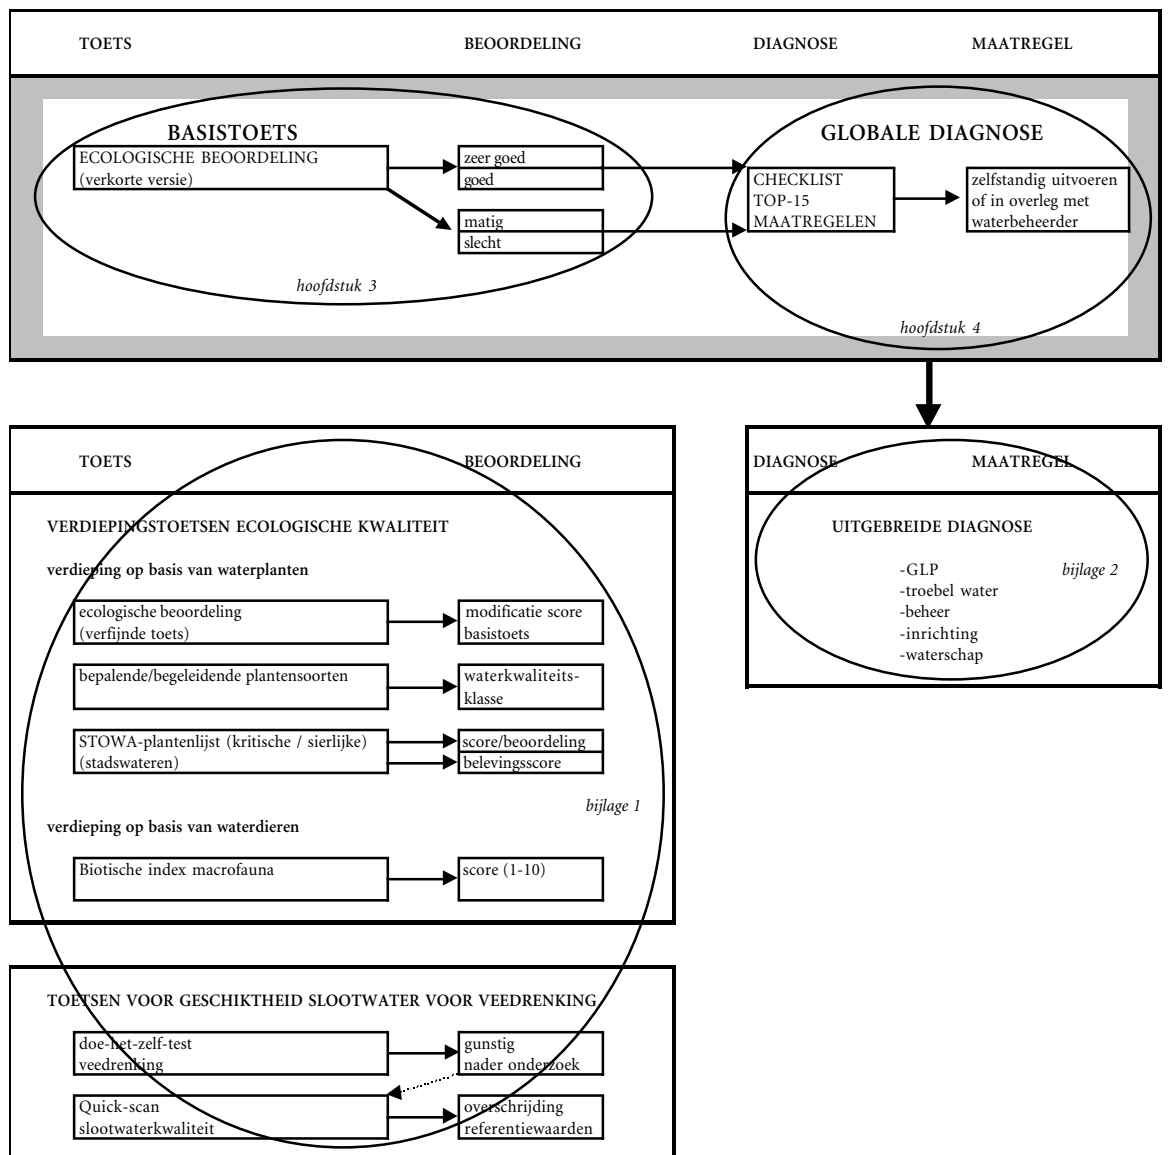 TOETS BEOORDELING DIAGNOSE MAATREGEL
BASISTOETS
ECOLOGISCHE BEOORDELING
(verkorte versie)
zeer goed
goed
matig
slecht
hoofdstuk 3
GLOBALE DIAGNOSE
CHECKLIST
TOP-15
MAATREGELEN
zelfstandig uitvoeren
of in overleg met
waterbeheerder
hoofdstuk 4
TOETS BEOORDELING
VERDIEPINGSTOETSEN ECOLOGISCHE KWALITEIT
verdieping op basis van waterplanten
ecologische beoordeling
(verfijnde toets)
modificatie score
basistoets
bepalende/begeleidende plantensoorten
waterkwaliteits-
klasse
STOWA-plantenlijst (kritische / sierlijke)
(stadswateren)
score/beoordeling
belevingsscore
bijlage 1
verdieping op basis van waterdieren
Biotische index macrofauna
score (1-10)
DIAGNOSE MAATREGEL
UITGEBREIDE DIAGNOSE
-GLP
-troebel water
-beheer
-inrichting
-waterschap
bijlage 2
TOETSEN VOOR GESCHIKTHEID SLOOTWATER VOOR VEEDRENKING
doe-het-zelf-test
veedrenking
gunstig
nader onderzoek
Quick-scan
slootwaterkwaliteit
overschrijding
referentiewaarden